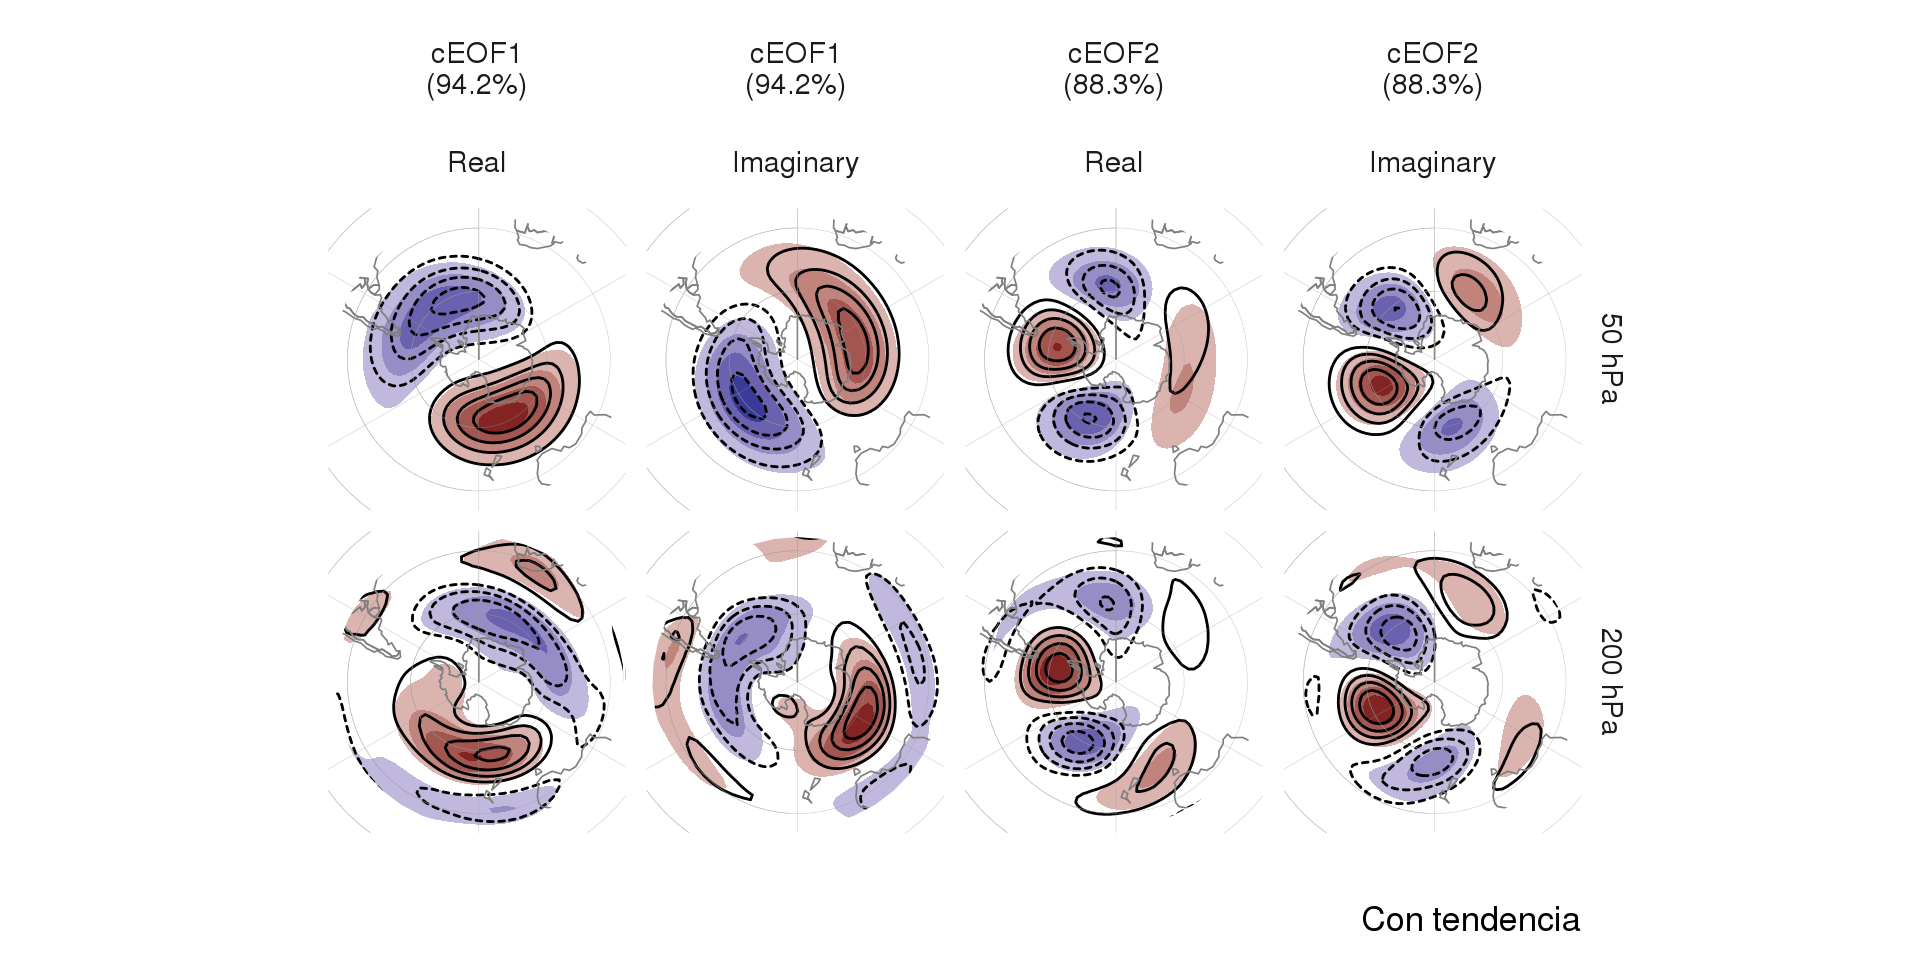 cEOF1 cEOF1 cEOF2 cEOF2
(94.2%) (94.2%) (88.3%) (88.3%)
Real Imaginary Real Imaginary
50 hPa
200 hPa
Con tendencia